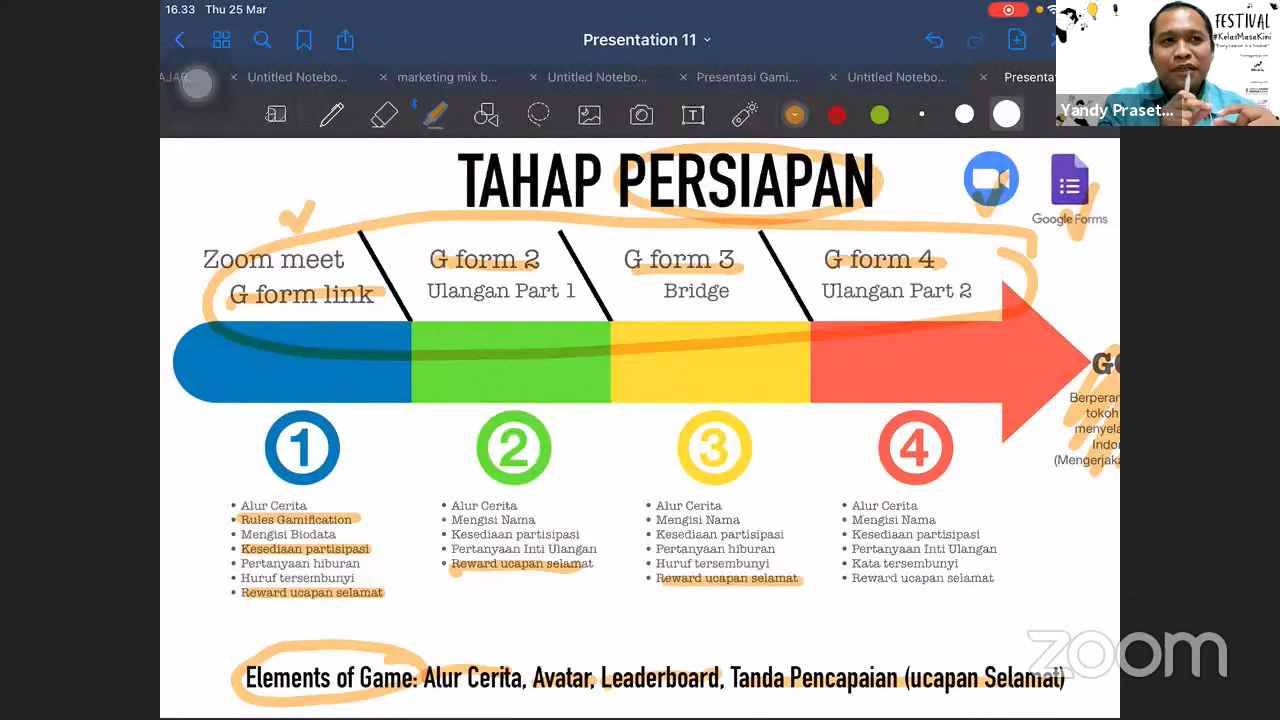 16.33 Thu 25 Mar
Presentation 11
AJAR..
Untitled Notebo...
marketing mix b...
Untitled Notebo...
Presentasi Gami...
Untitled Notebo...
Presenta
FESTIVAL
#KelasMasaKini
Yandy Praset...
TAHAP PERSIAPAN
Google Forms
Zoom meet
G form link
G form 2
Ulangan Part 1
G form 3
Bridge
G form 4
Ulangan Part 2
Berperan
tokoh
menyela
Indo
(Mengerjaka
1
2
3
4
• Alur Cerita
• Rules Gamification
• Mengisi Biodata
• Kesediaan partisipasi
• Pertanyaan hiburan
• Huruf tersembunyi
• Reward ucapan selamat
• Alur Cerita
• Mengisi Nama
• Kesediaan partisipasi
• Pertanyaan Inti Ulangan
• Reward ucapan selamat
• Alur Cerita
• Mengisi Nama
• Kesediaan partisipasi
• Pertanyaan hiburan
• Huruf tersembunyi
• Reward ucapan selamat
• Alur Cerita
• Mengisi Nama
• Kesediaan partisipasi
• Pertanyaan Inti Ulangan
• Kata tersembunyi
• Reward ucapan selamat
Elements of Game: Alur Cerita, Avatar, Leaderboard, Tanda Pencapaian (ucapan Selamat)
zoom